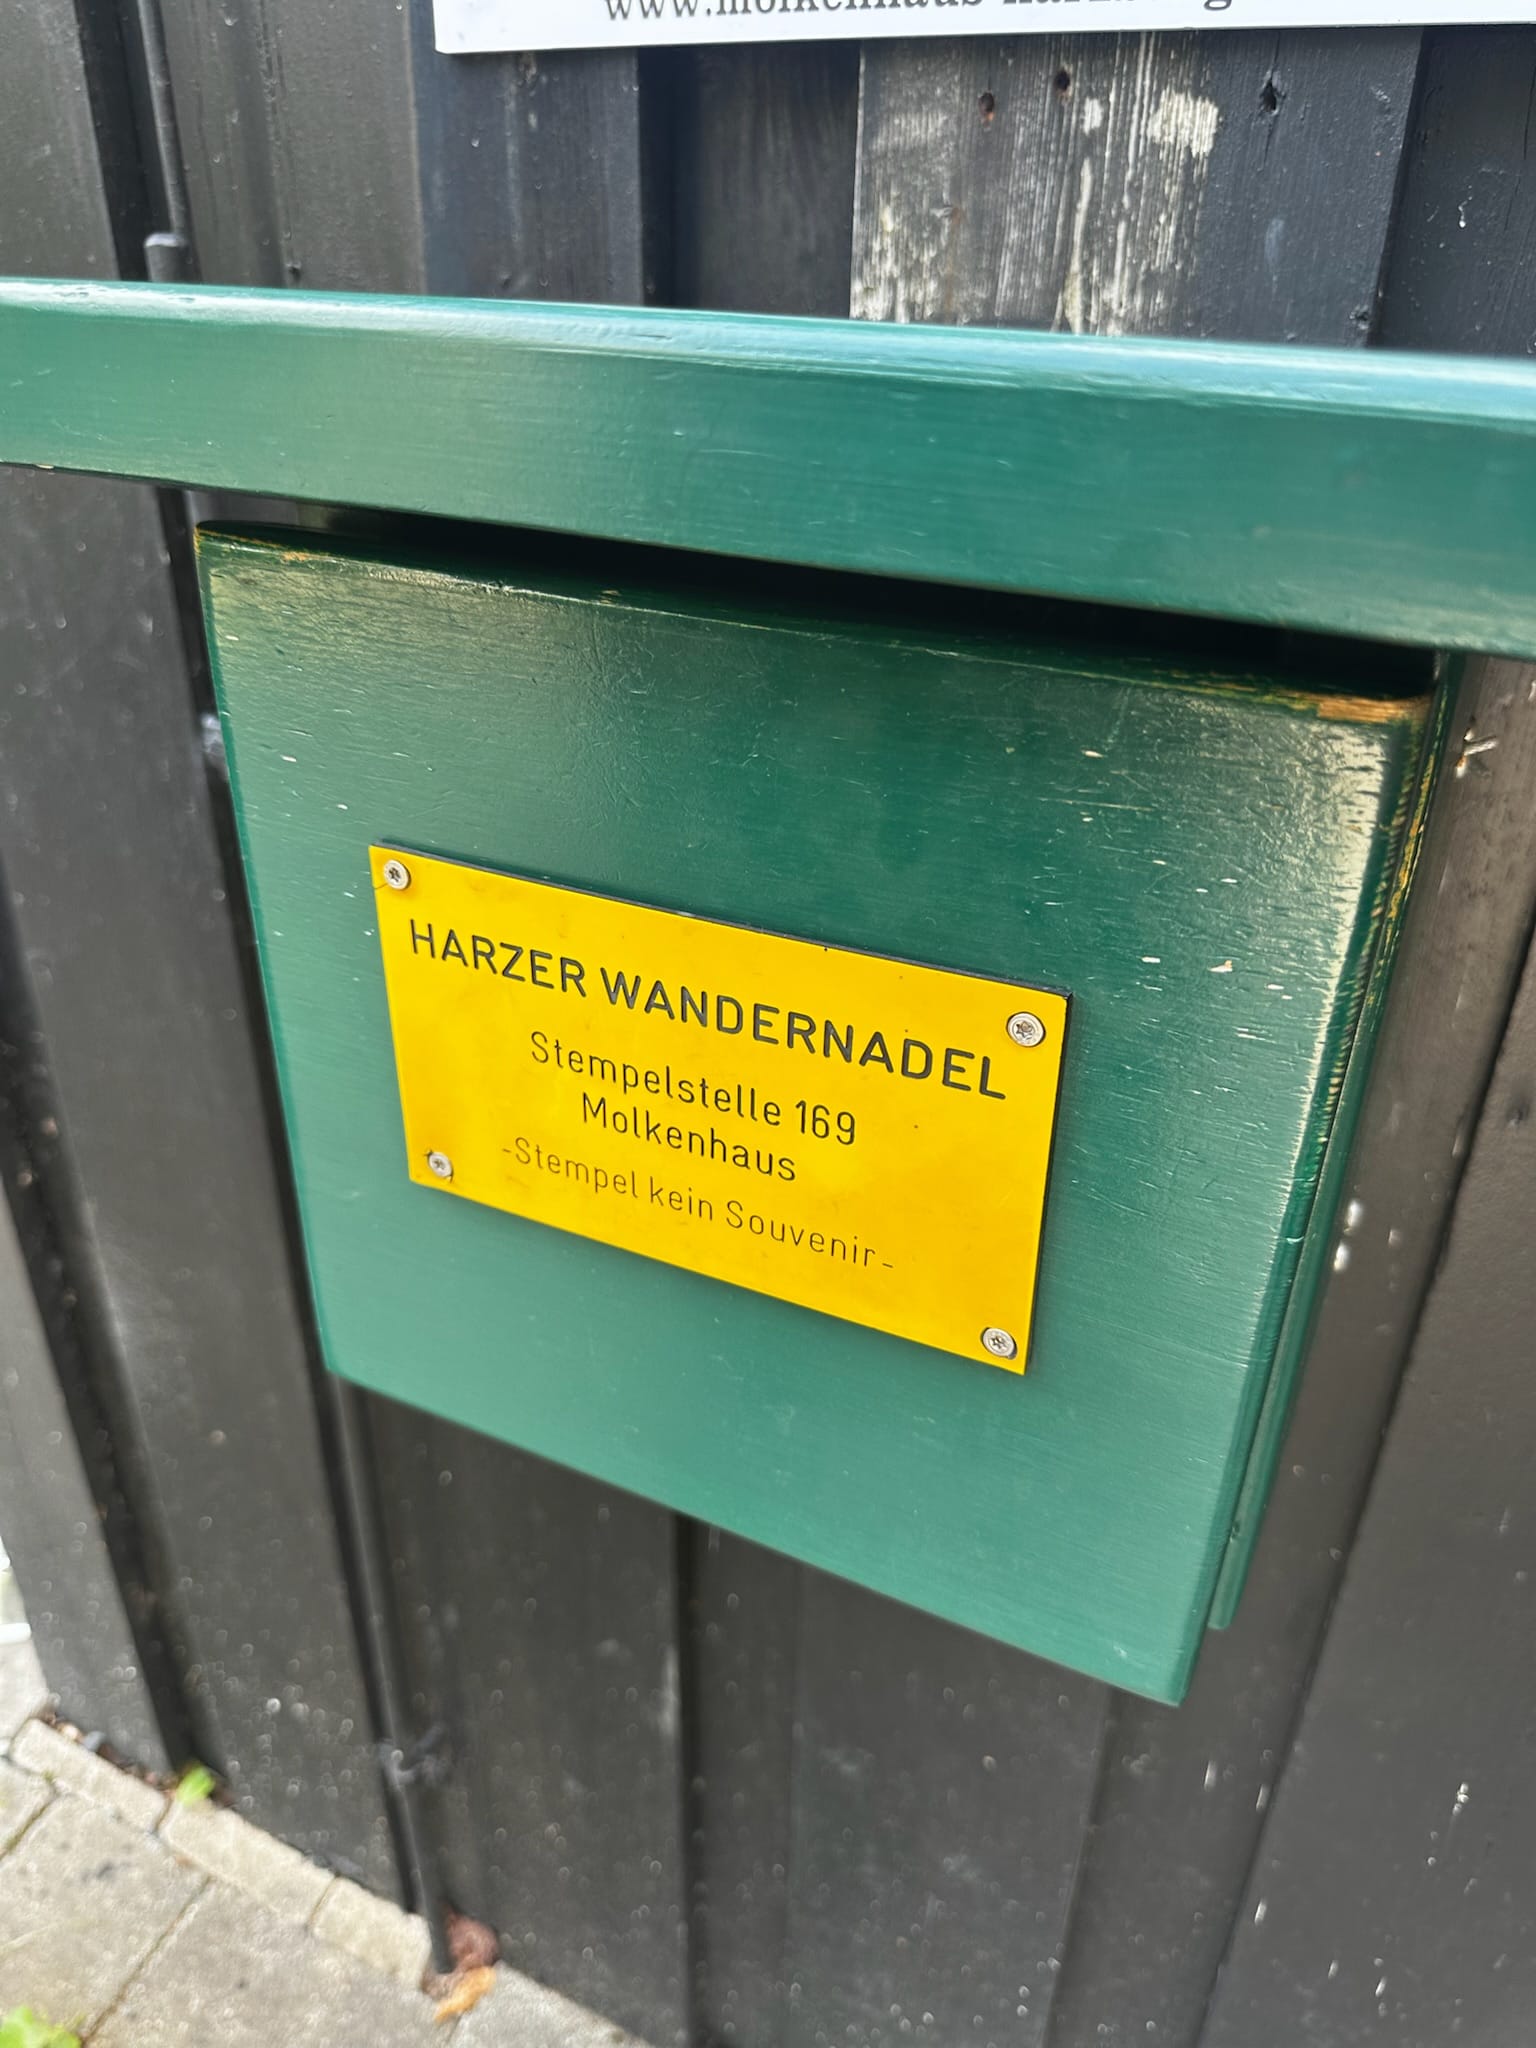 HARZER WANDERNADEL
Stempelstelle 169
Molkenhaus
-Stempel kein Souvenir-